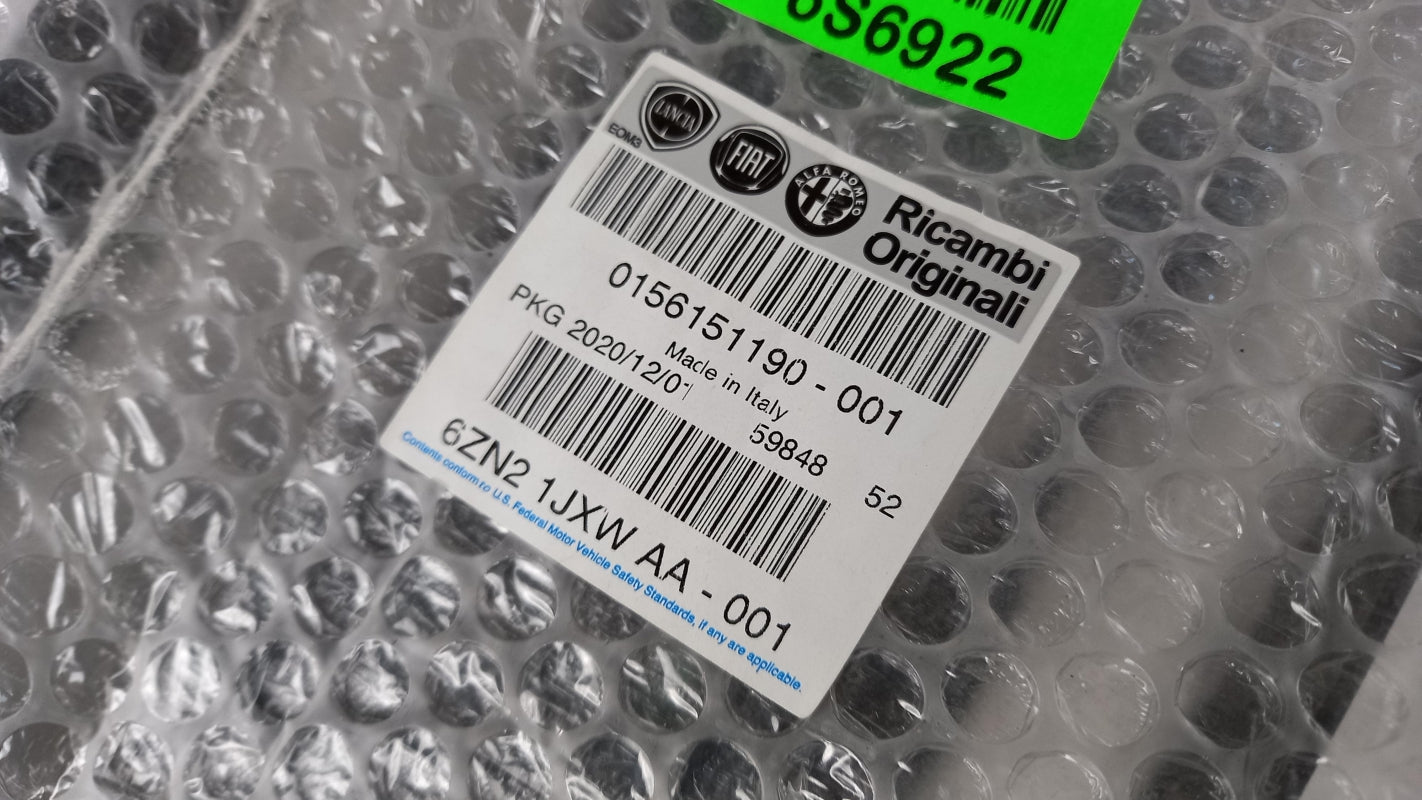 6S6922
LANCIA
FIAT
ALFA ROMEO
EOM3
Ricambi
Originali
0156151190 - 001
Made in Italy
PKG 2020/12/01
59848
52
6ZN2 1JXW AA - 001
Contents conform to U.S. Federal Motor Vehicle Safety Standards, if any are applicable.